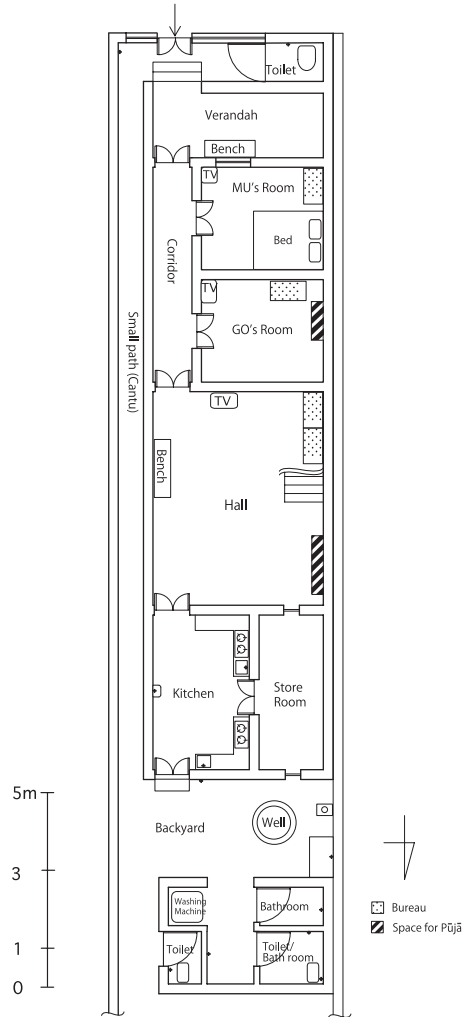 Toilet
Verandah
Bench
TV
MU's Room
Bed
Corridor
TV
GO's Room
Small path (Cantu)
TV
Bench
Hall
Kitchen
Store
Room
5m
3
1
0
Backyard
Well
Washing
Machine
Bathroom
Toilet
Toilet/
Bath room
Bureau
Space for Pūjā